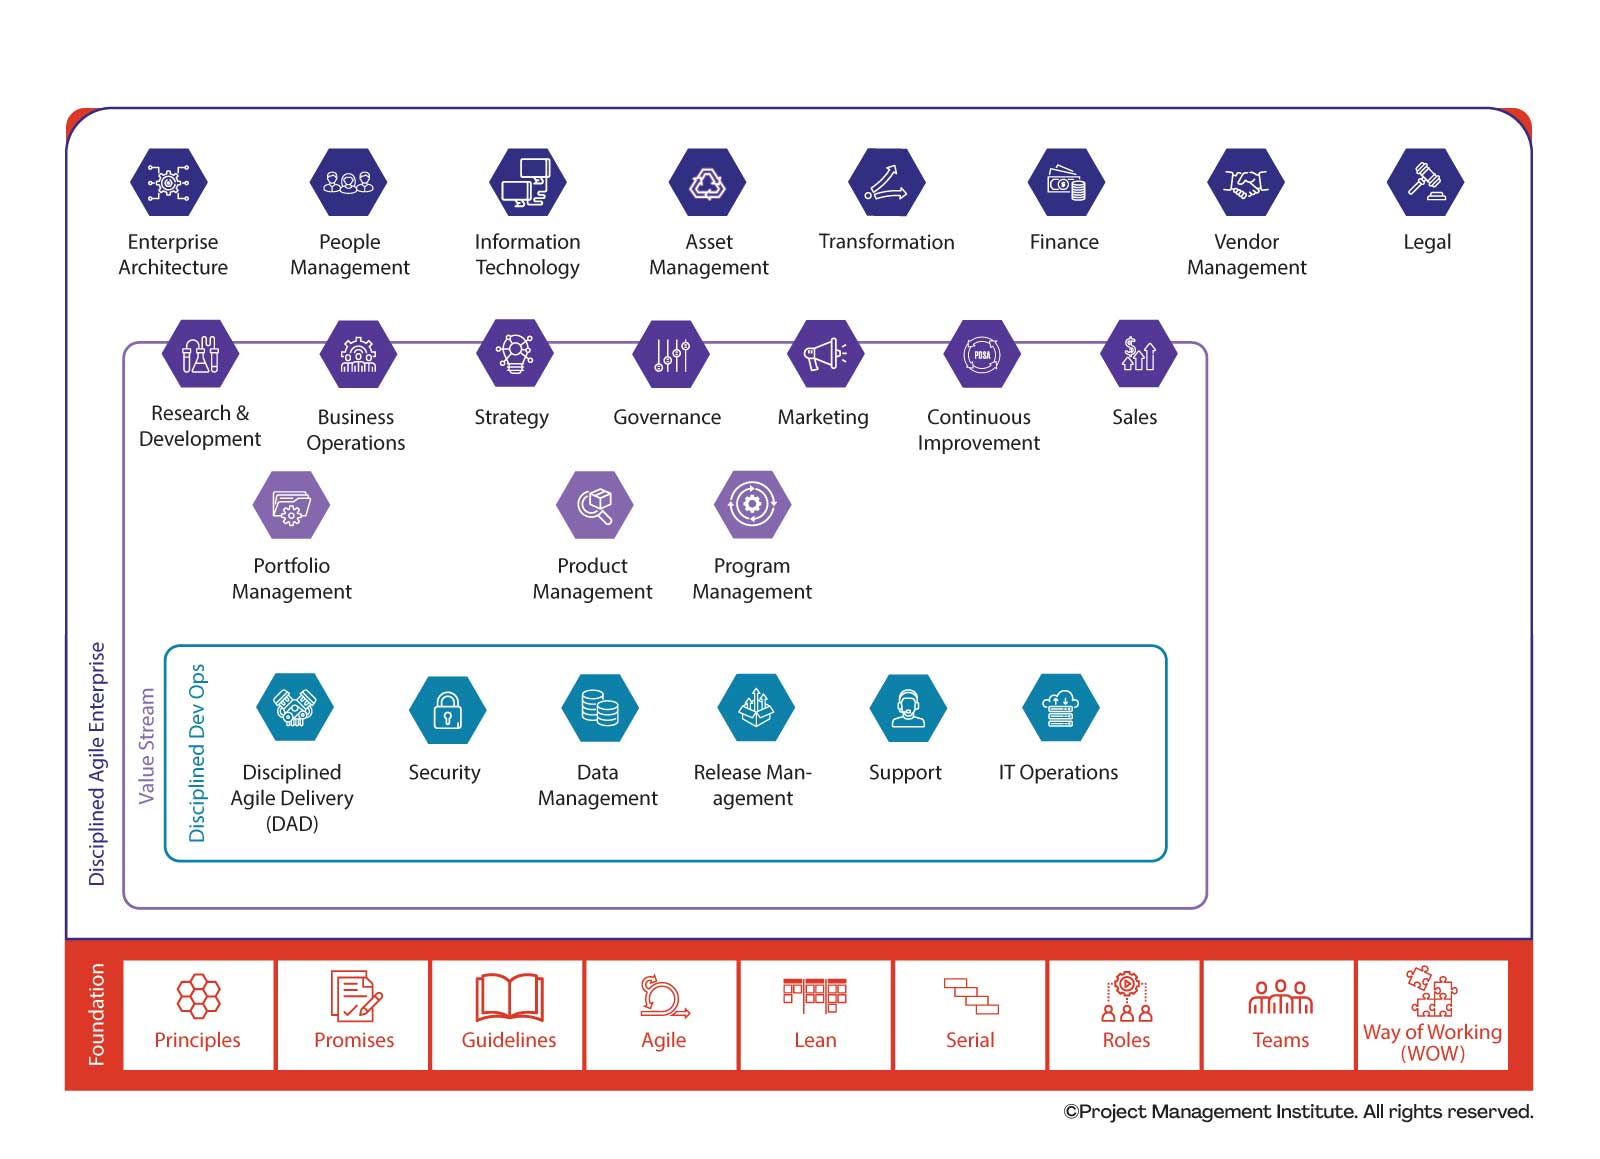 Enterprise
Architecture
People
Management
Information
Technology
Asset
Management
Transformation
Finance
Vendor
Management
Legal
Research &
Development
Business
Operations
Strategy
Governance
Marketing
PDSA
Continuous
Improvement
Sales
Portfolio
Management
Product
Management
Program
Management
Disciplined Agile Enterprise
Value Stream
Disciplined Dev Ops
Disciplined
Agile Delivery
(DAD)
Security
Data
Management
Release Man-
agement
Support
IT Operations
Foundation
Principles
Promises
Guidelines
Agile
Lean
Serial
Roles
Teams
Way of Working
(WOW)
©Project Management Institute. All rights reserved.